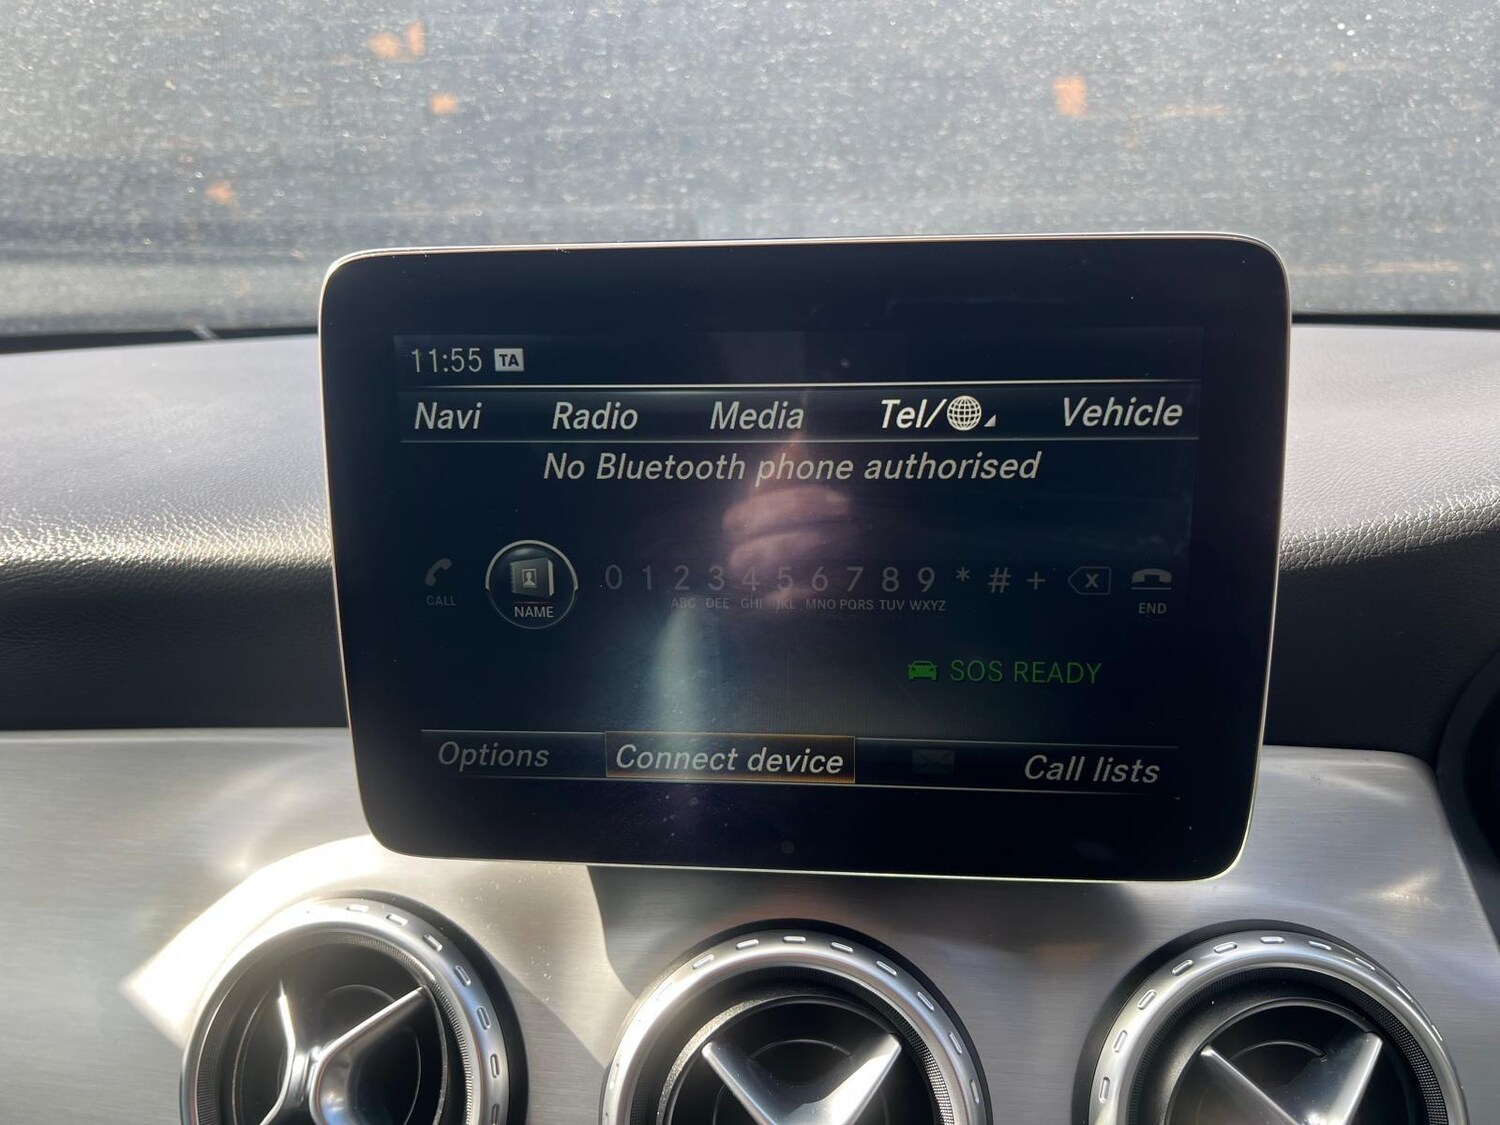 11:55 TA
Navi Radio Media Tel/ Vehicle
No Bluetooth phone authorised
0 1 2 3 4 5 6 7 8 9 * # + X
CALL NAME ABC DEF GHI JKL MNO PQRS TUV WXYZ END
SOS READY
Options Connect device Call lists